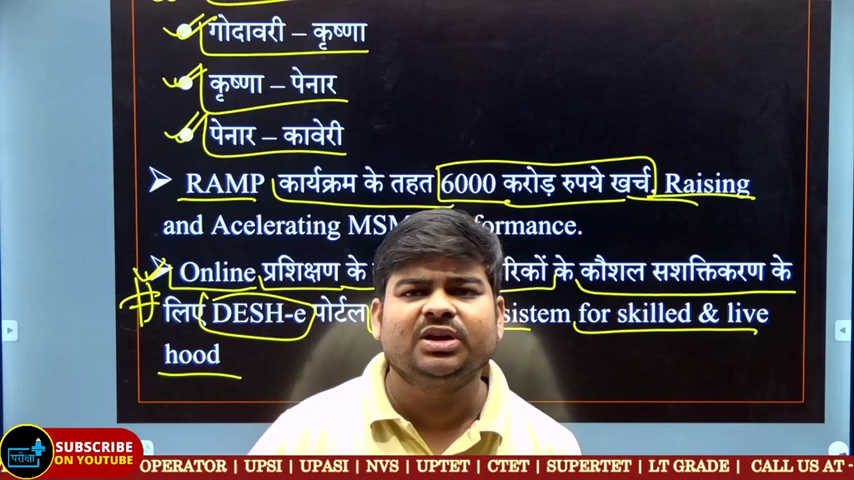 गोदावरी – कृष्णा
कृष्णा – पेनार
पेनार – कावेरी
RAMP कार्यक्रम के तहत 6000 करोड़ रुपये खर्च, Raising
and Acelerating formance.
Online प्रशिक्षण के के कौशल सशक्तिकरण के
लिए DESH-e पोर्टल for skilled & live
hood
परीक्षा
SUBSCRIBE
ON YOUTUBE
OPERATOR | UPSI | UPASI | NVS | UPTET | CTET | SUPERTET | LT GRADE | CALL US AT -